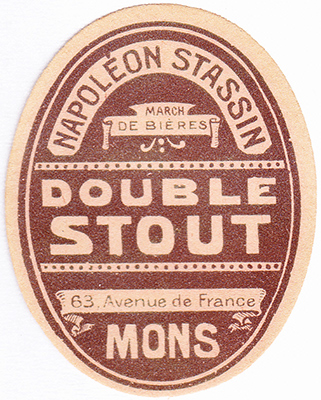 NAPOLÉON STASSIN
MARCH
DE BIÈRES
DOUBLE
STOUT
63, Avenue de France
MONS